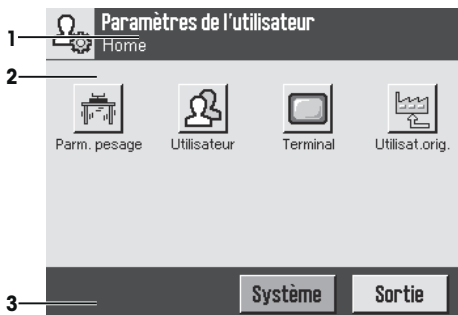 Paramètres de l'utilisateur
1 Home
2
Parm. pesage Utilisateur Terminal Utilisat.orig.
3 Système Sortie